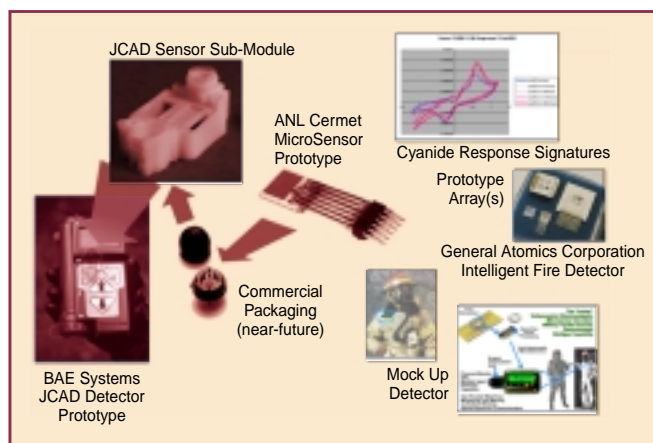 JCAD Sensor Sub-Module
ANL Cermet
MicroSensor
Prototype
Cyanide Response Signatures
Prototype
Array(s)
General Atomics Corporation
Intelligent Fire Detector
Commercial
Packaging
(near-future)
Mock Up
Detector
BAE Systems
JCAD Detector
Prototype